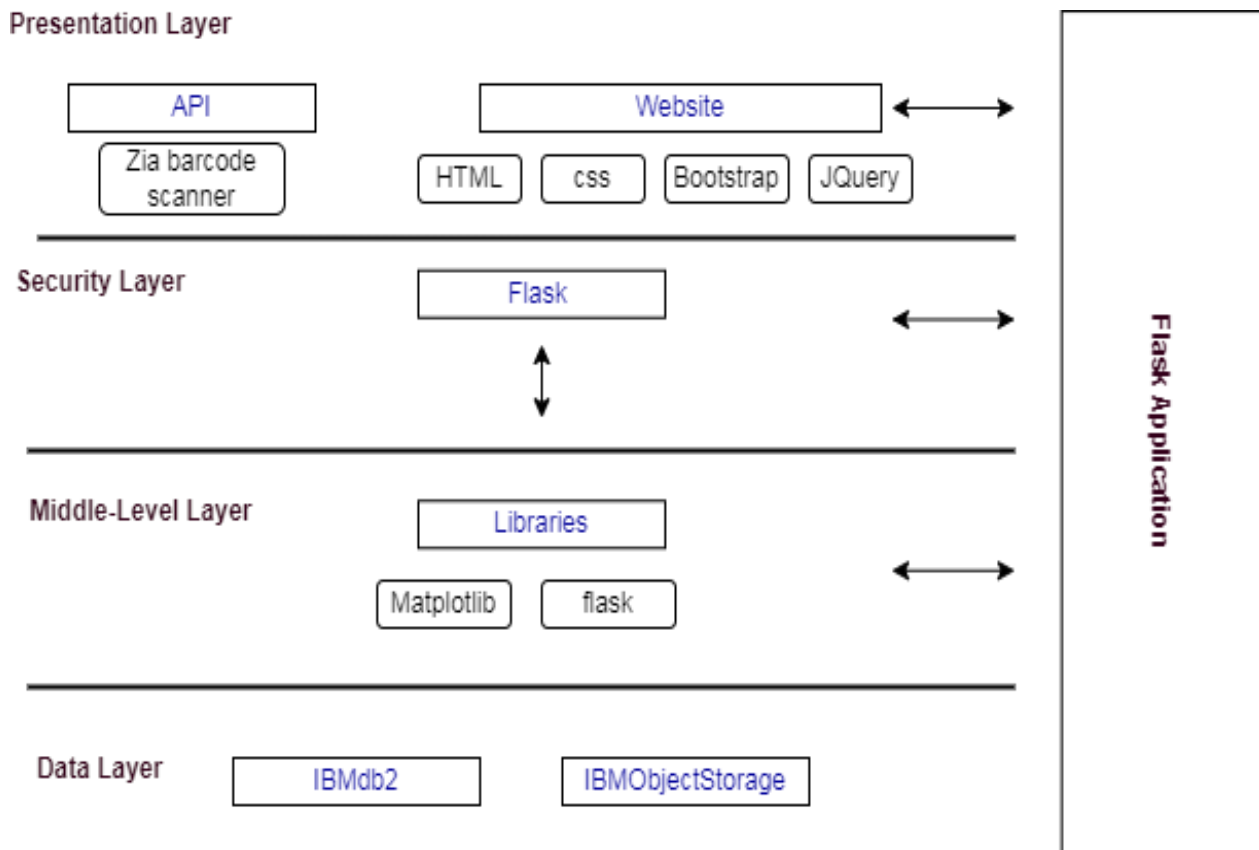 Presentation Layer
API
Website
Zia barcode
scanner
HTML
css
Bootstrap
JQuery
Security Layer
Flask
Middle-Level Layer
Libraries
Matplotlib
flask
Data Layer
IBMdb2
IBMObjectStorage
Flask Application